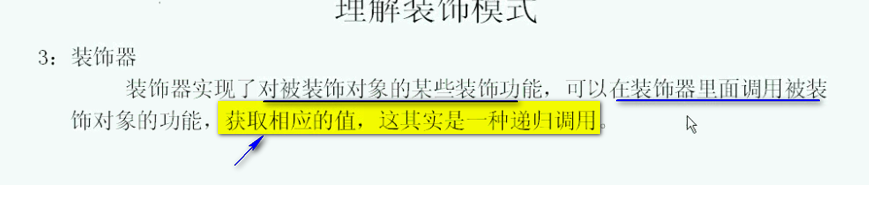 理解装饰模式
3：装饰器
装饰器实现了对被装饰对象的某些装饰功能，可以在装饰器里面调用被装
饰对象的功能，获取相应的值，这其实是一种递归调用。